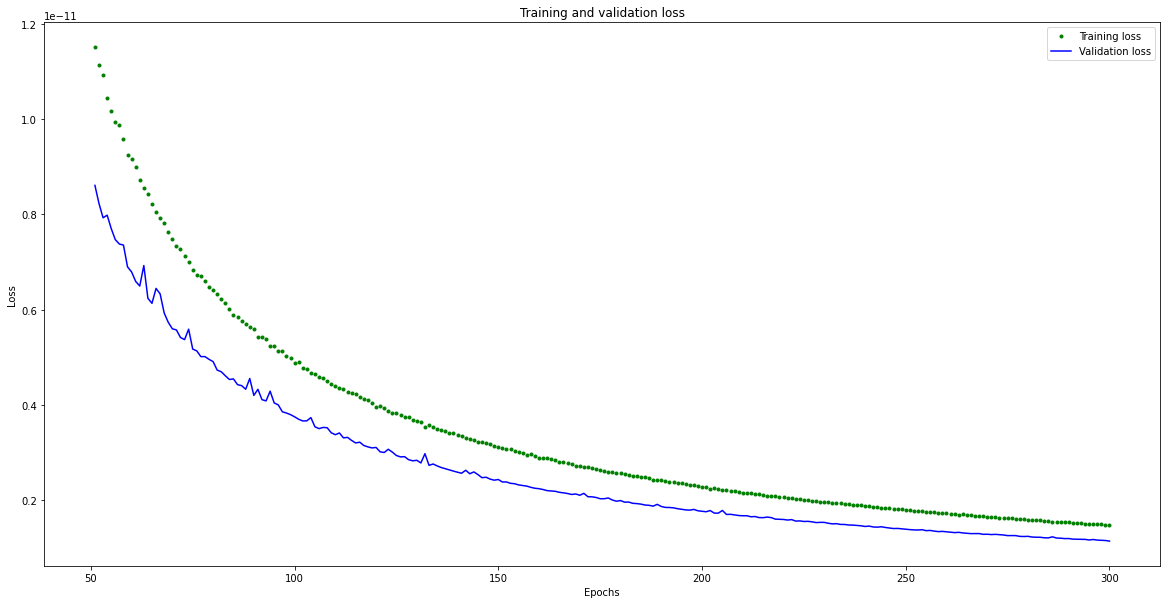 Training and validation loss
1e−11
1.2
1.0
0.8
0.6
0.4
0.2
Loss
Training loss
Validation loss
50
100
150
200
250
300
Epochs